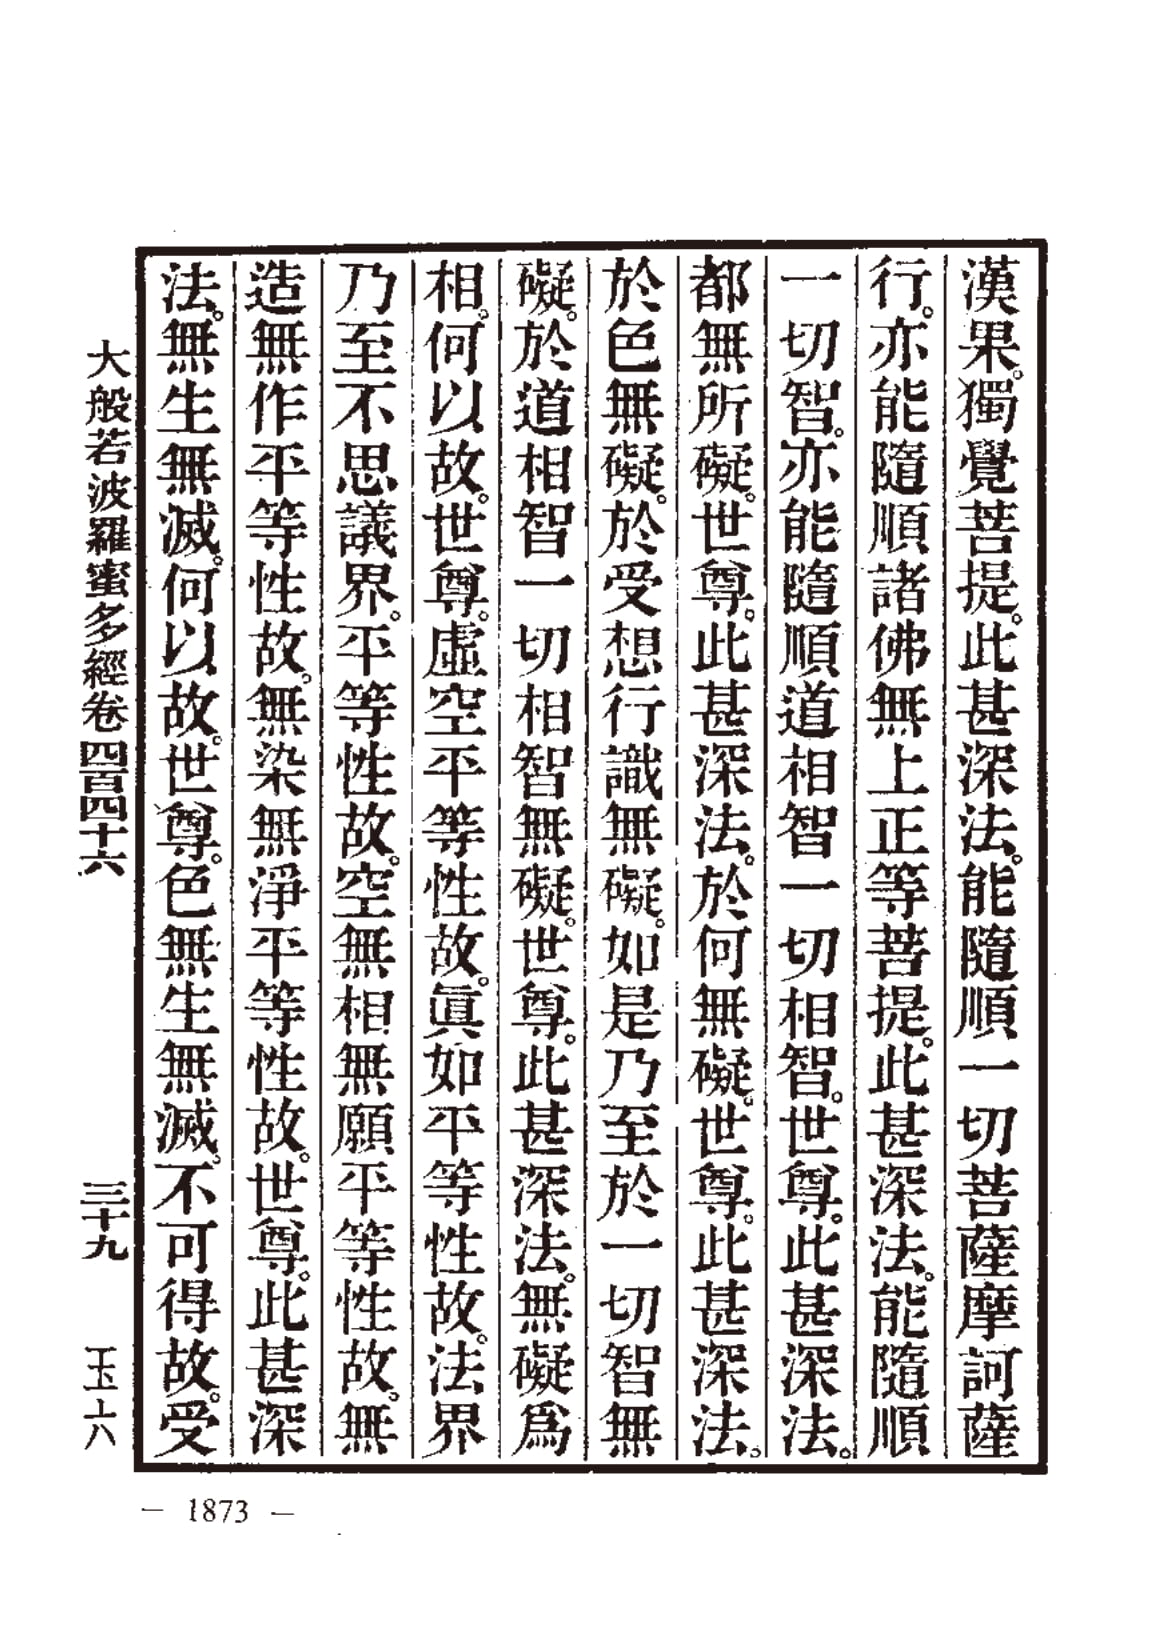 漢果。獨覺菩提。此甚深法。能隨順一切菩薩摩訶薩
行。亦能隨順諸佛無上正等菩提。此甚深法。能隨順
一切智。亦能隨順道相智一切相智。世尊。此甚深法。
都無所礙。世尊。此甚深法。於何無礙。世尊。此甚深法。
於色無礙。於受想行識無礙。如是乃至於一切智無
礙。於道相智一切相智無礙。世尊。此甚深法。無礙爲
相。何以故。世尊。虛空平等性故。眞如平等性故。法界
乃至不思議界。平等性故。空無相無願平等性故。無
造無作平等性故。無染無淨平等性故。世尊。此甚深
法。無生無滅。何以故。世尊。色無生無滅。不可得故。受
大般若波羅蜜多經卷四百四十六 三十九 玉六
— 1873 —